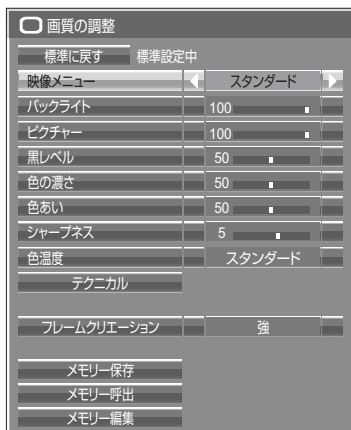 画質の調整
標準に戻す 標準設定中
映像メニュー スタンダード
バックライト 100
ピクチャー 100
黒レベル 50
色の濃さ 50
色あい 50
シャープネス 5
色温度 スタンダード
テクニカル
フレームクリエーション 強
メモリー保存
メモリー呼出
メモリー編集